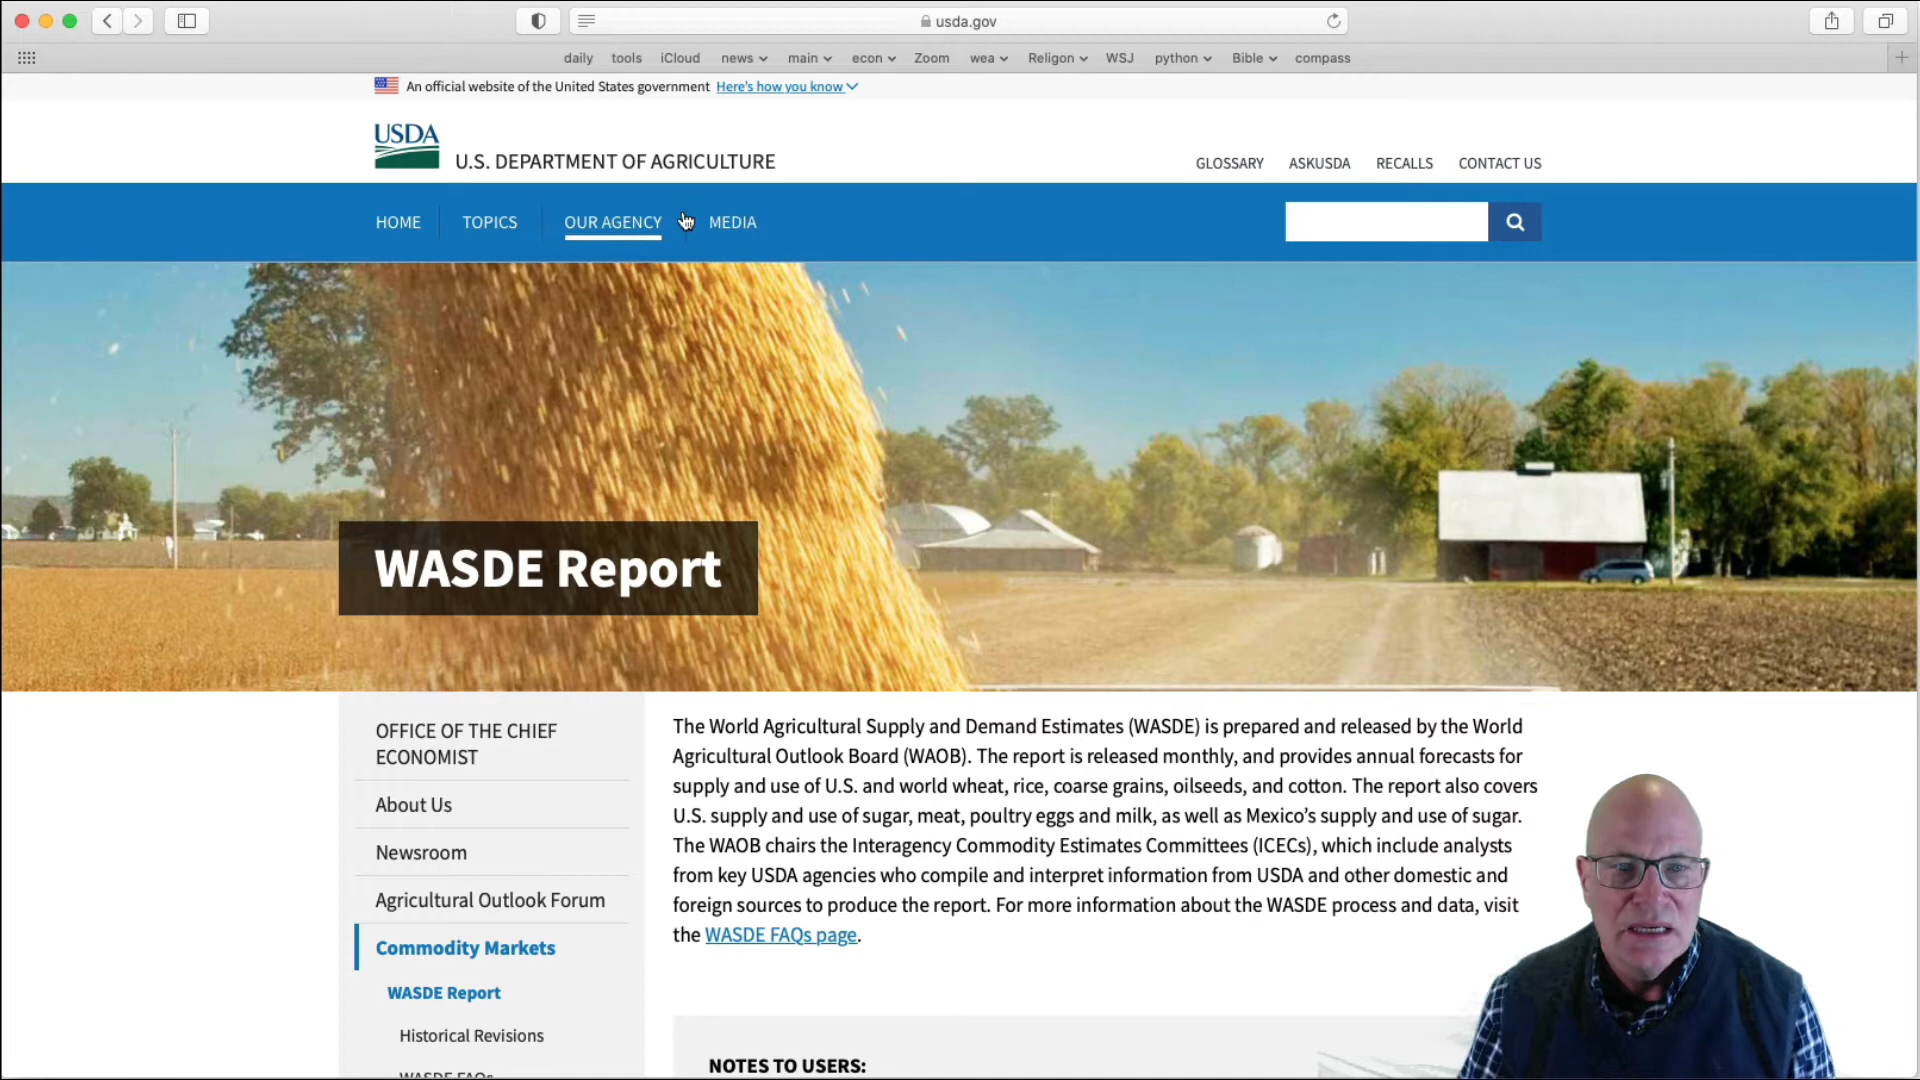 usda.gov
daily tools iCloud news main econ Zoom wea Religon WSJ python Bible compass
An official website of the United States government Here's how you know
USDA
U.S. DEPARTMENT OF AGRICULTURE
GLOSSARY ASKUSDA RECALLS CONTACT US
HOME TOPICS OUR AGENCY MEDIA
WASDE Report
OFFICE OF THE CHIEF
ECONOMIST
About Us
Newsroom
Agricultural Outlook Forum
Commodity Markets
WASDE Report
Historical Revisions
WASDE FAQs
The World Agricultural Supply and Demand Estimates (WASDE) is prepared and released by the World
Agricultural Outlook Board (WAOB). The report is released monthly, and provides annual forecasts for
supply and use of U.S. and world wheat, rice, coarse grains, oilseeds, and cotton. The report also covers
U.S. supply and use of sugar, meat, poultry eggs and milk, as well as Mexico’s supply and use of sugar.
The WAOB chairs the Interagency Commodity Estimates Committees (ICECs), which include analysts
from key USDA agencies who compile and interpret information from USDA and other domestic and
foreign sources to produce the report. For more information about the WASDE process and data, visit
the WASDE FAQs page.
NOTES TO USERS: